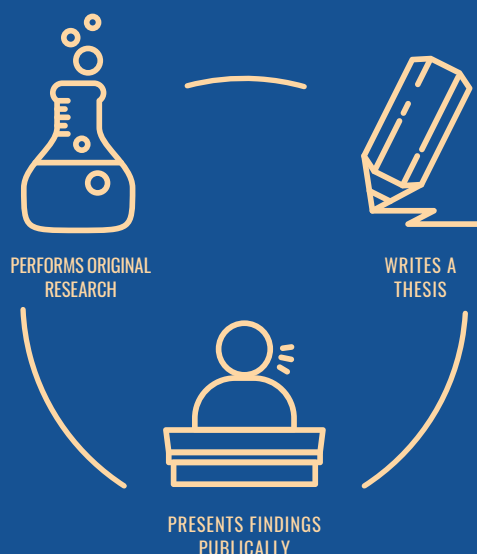 PERFORMS ORIGINAL
RESEARCH
WRITES A
THESIS
PRESENTS FINDINGS
PUBLICALLY